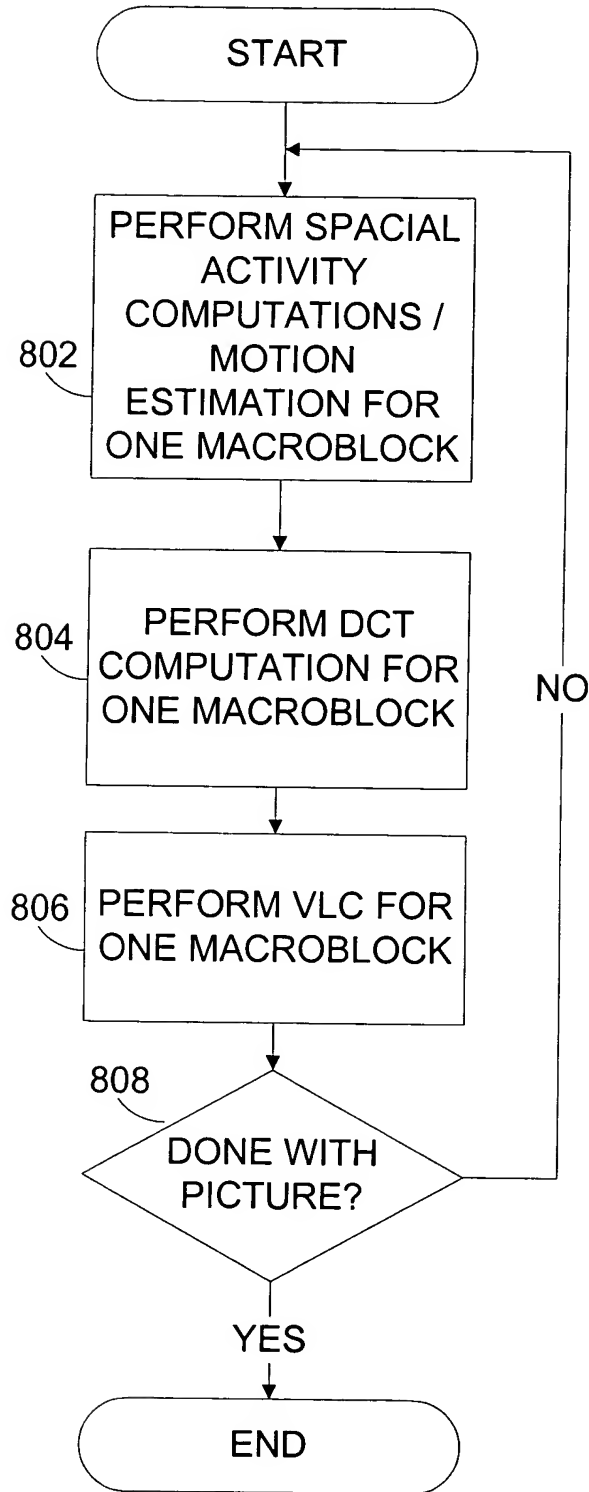 START
PERFORM SPACIAL
ACTIVITY
COMPUTATIONS /
MOTION
ESTIMATION FOR
ONE MACROBLOCK
802
PERFORM DCT
COMPUTATION FOR
ONE MACROBLOCK
804
NO
PERFORM VLC FOR
ONE MACROBLOCK
806
808
DONE WITH
PICTURE?
YES
END